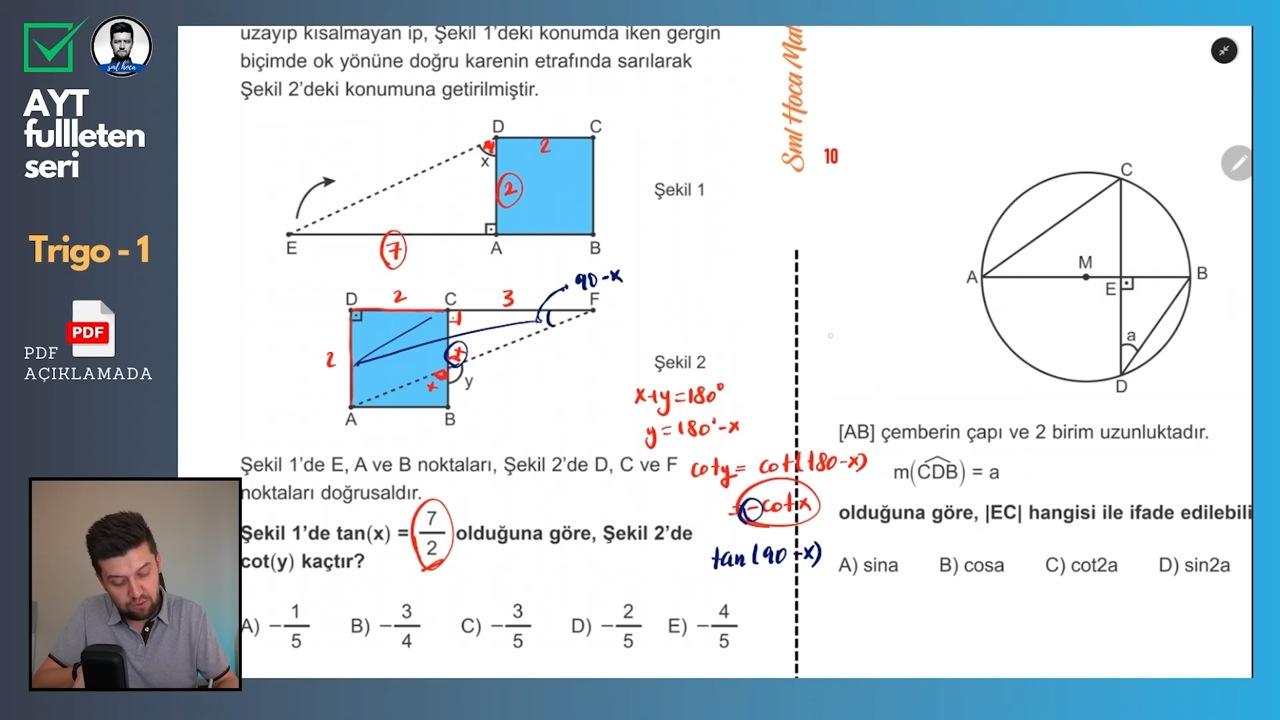 AYT
fullleten
seri
Trigo - 1
PDF
PDF
AÇIKLAMADA
uzayıp kısalmayan ip, Şekil 1'deki konumda iken gergin
biçimde ok yönüne doğru karenin etrafında sarılarak
Şekil 2'deki konumuna getirilmiştir.
D
2
C
x
2
Şekil 1
E
7
A
B
90-x
D
2
C
3
F
2
x
y
Şekil 2
A
B
x+y=180°
y=180°-x
Şekil 1'de E, A ve B noktaları, Şekil 2'de D, C ve F
noktaları doğrusaldır.
coty= cot(180-x)
= -cotx
Şekil 1'de tan(x) = 7/2 olduğuna göre, Şekil 2'de
cot(y) kaçtır?
tan(90-x)
A) -1/5 B) -3/4 C) -3/5 D) -2/5 E) -4/5
Sml Hoca Mat
10
C
A
M
E
B
a
D
[AB] çemberin çapı ve 2 birim uzunluktadır.
m(CDB) = a
olduğuna göre, |EC| hangisi ile ifade edilebili
A) sina B) cosa C) cot2a D) sin2a